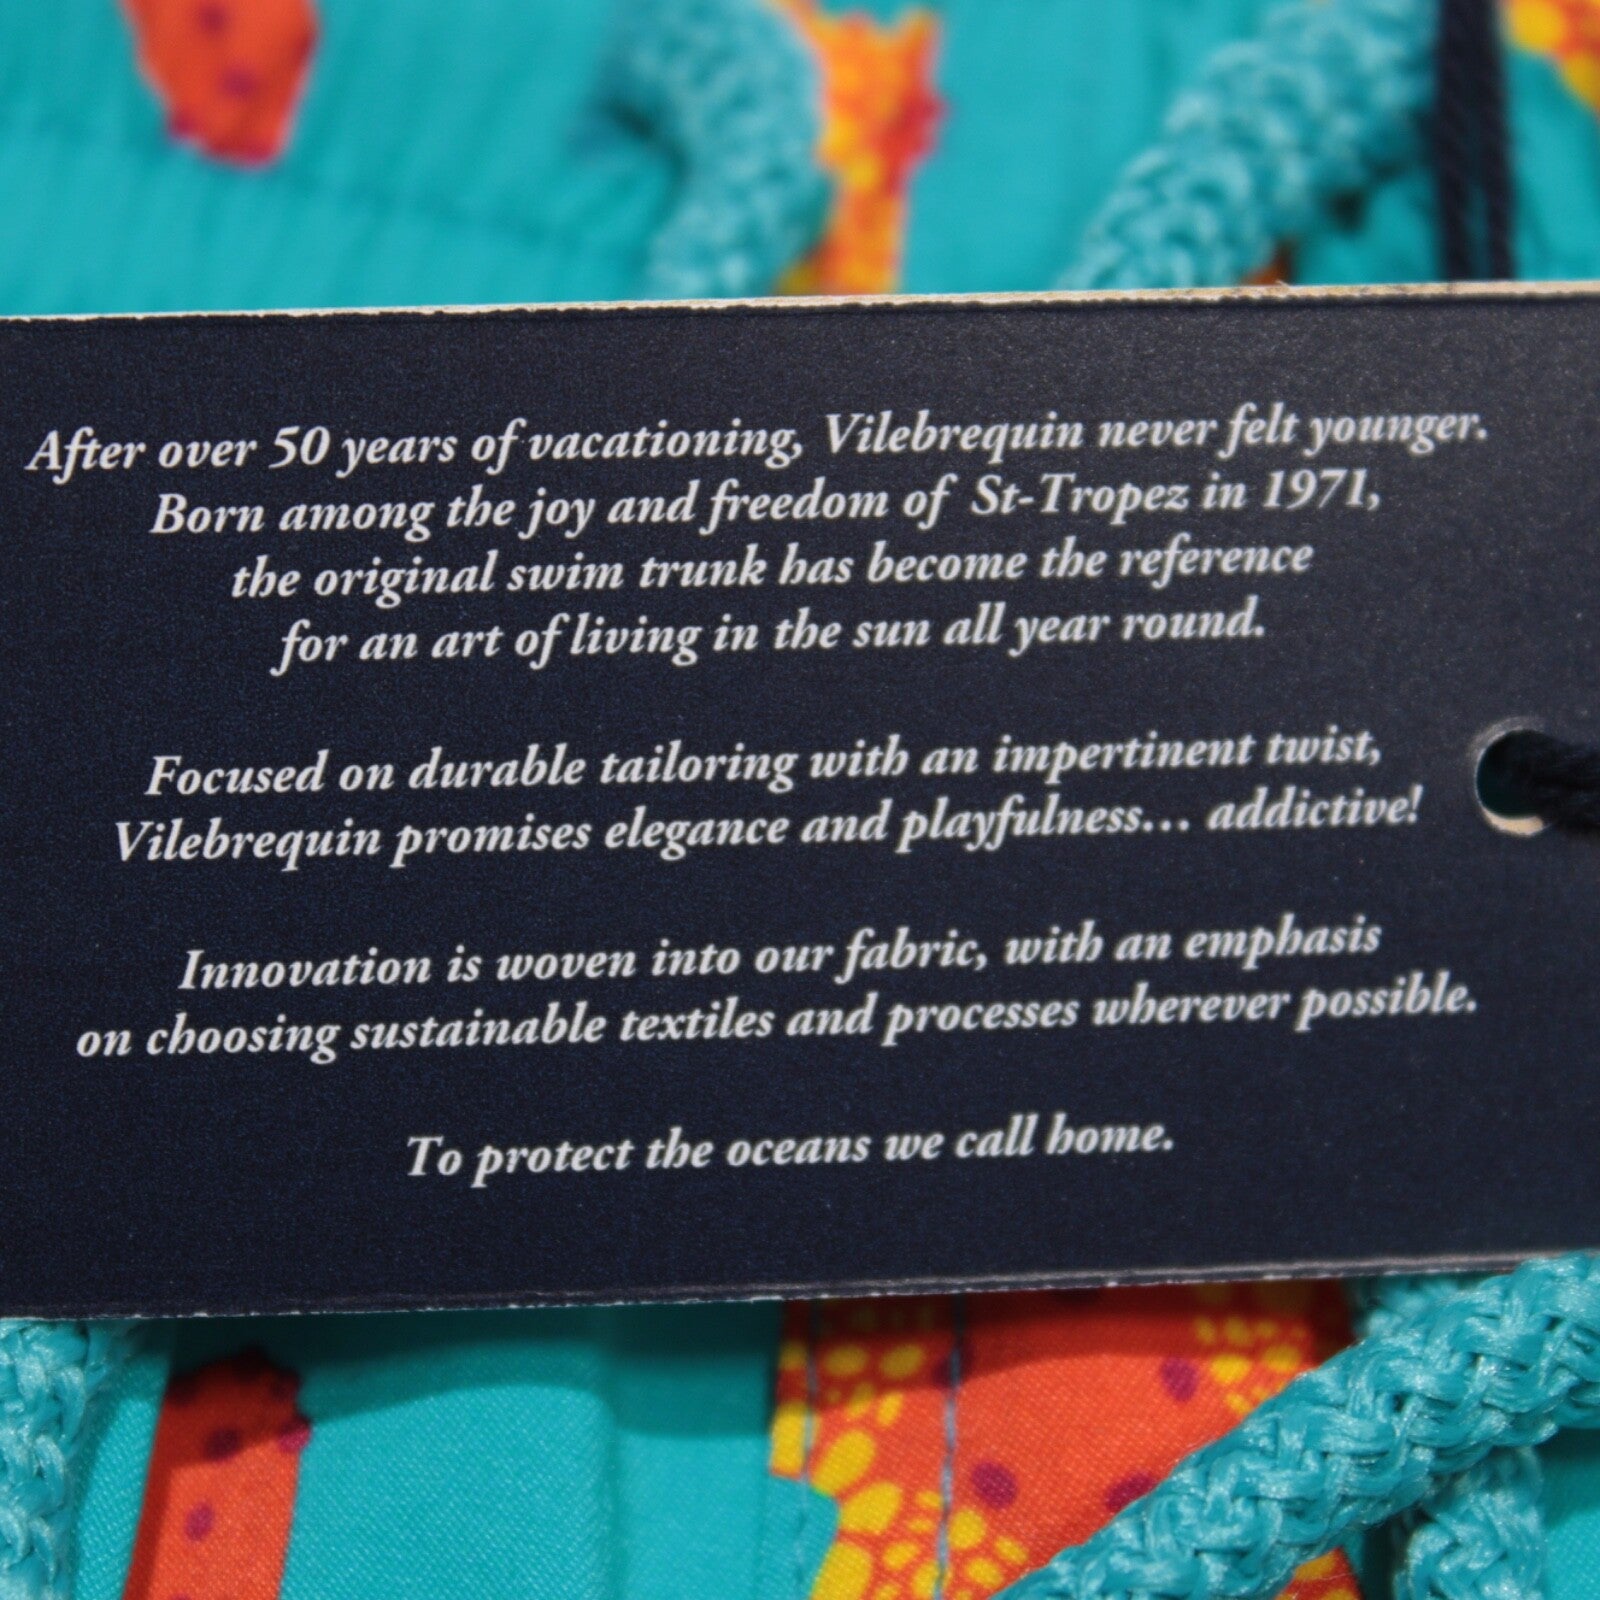 After over 50 years of vacationing, Vilebrequin never felt younger.
Born among the joy and freedom of St-Tropez in 1971,
the original swim trunk has become the reference
for an art of living in the sun all year round.
Focused on durable tailoring with an impertinent twist,
Vilebrequin promises elegance and playfulness... addictive!
Innovation is woven into our fabric, with an emphasis
on choosing sustainable textiles and processes wherever possible.
To protect the oceans we call home.